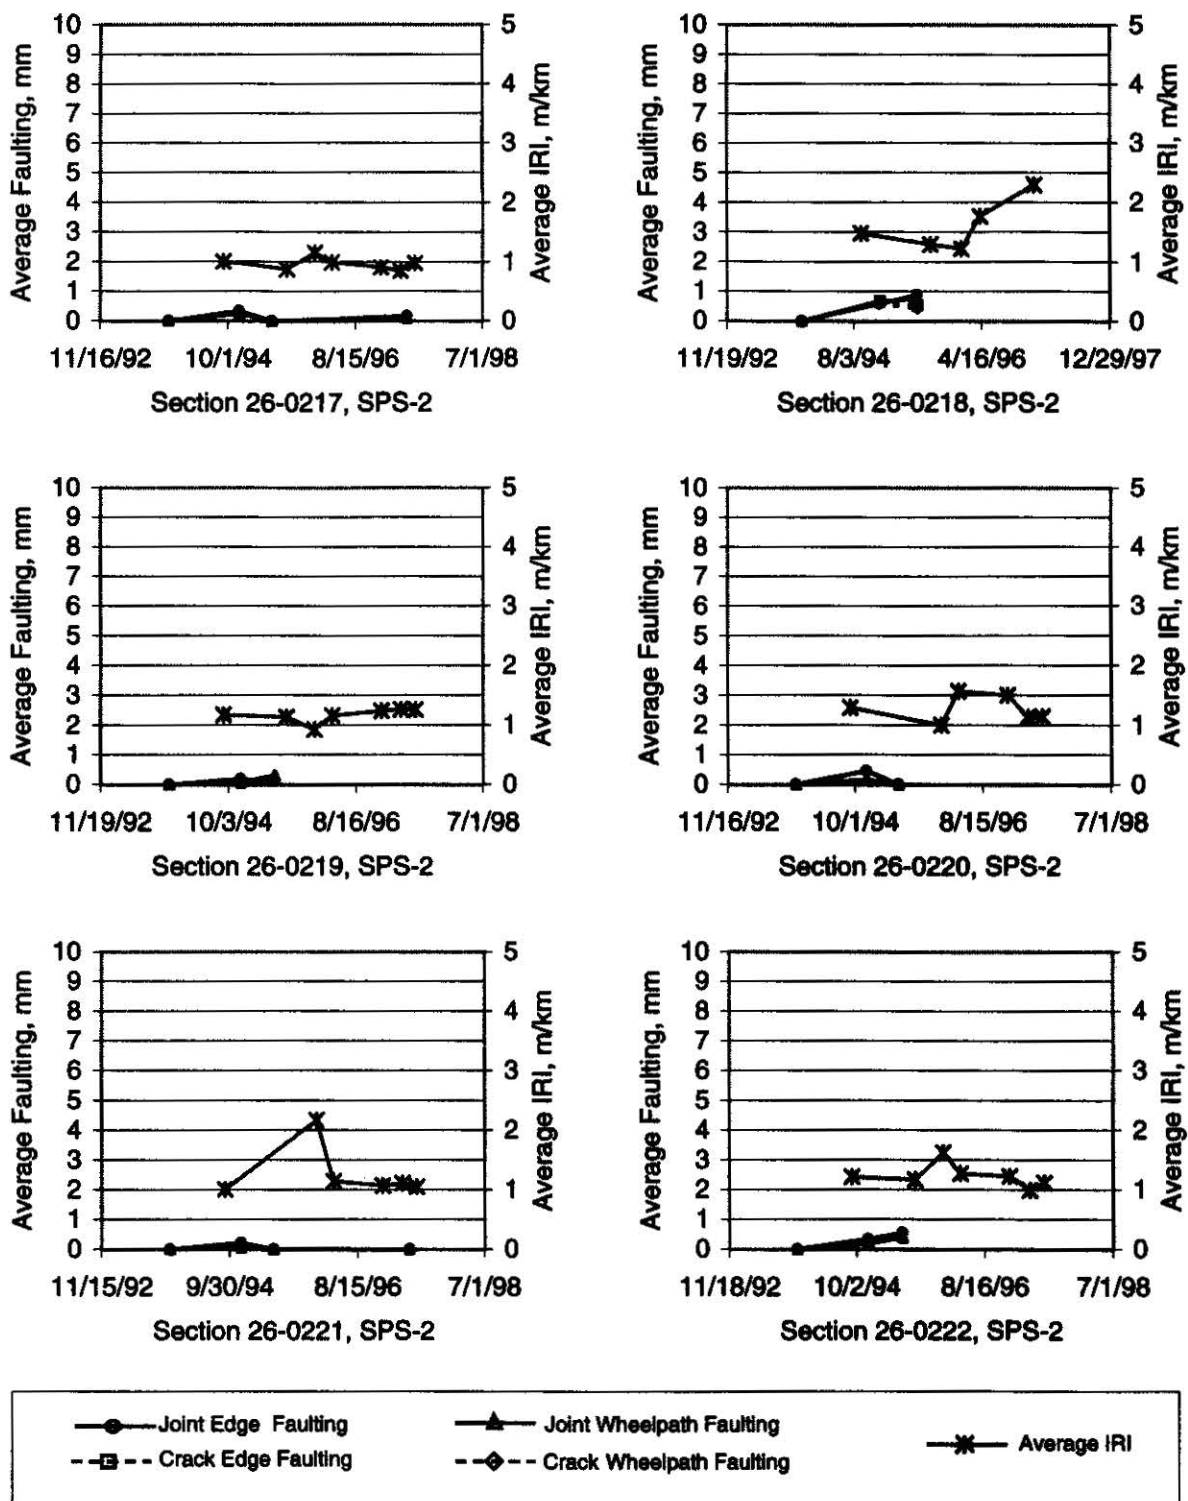 10 5 10 5
9 9
8 4 8 4
7 7
6 3 6 3
5 5
4 2 4 2
3 3
2 1 2 1
1 1
0 0 0 0
Average Faulting, mm
Average IRI, m/km
Average Faulting, mm
Average IRI, m/km
11/16/92 10/1/94 8/15/96 7/1/98 11/19/92 8/3/94 4/16/96 12/29/97
Section 26-0217, SPS-2 Section 26-0218, SPS-2
10 5 10 5
9 9
8 4 8 4
7 7
6 3 6 3
5 5
4 2 4 2
3 3
2 1 2 1
1 1
0 0 0 0
Average Faulting, mm
Average IRI, m/km
Average Faulting, mm
Average IRI, m/km
11/19/92 10/3/94 8/16/96 7/1/98 11/16/92 10/1/94 8/15/96 7/1/98
Section 26-0219, SPS-2 Section 26-0220, SPS-2
10 5 10 5
9 9
8 4 8 4
7 7
6 3 6 3
5 5
4 2 4 2
3 3
2 1 2 1
1 1
0 0 0 0
Average Faulting, mm
Average IRI, m/km
Average Faulting, mm
Average IRI, m/km
11/15/92 9/30/94 8/15/96 7/1/98 11/18/92 10/2/94 8/16/96 7/1/98
Section 26-0221, SPS-2 Section 26-0222, SPS-2
Joint Edge Faulting Joint Wheelpath Faulting
Average IRI
Crack Edge Faulting Crack Wheelpath Faulting